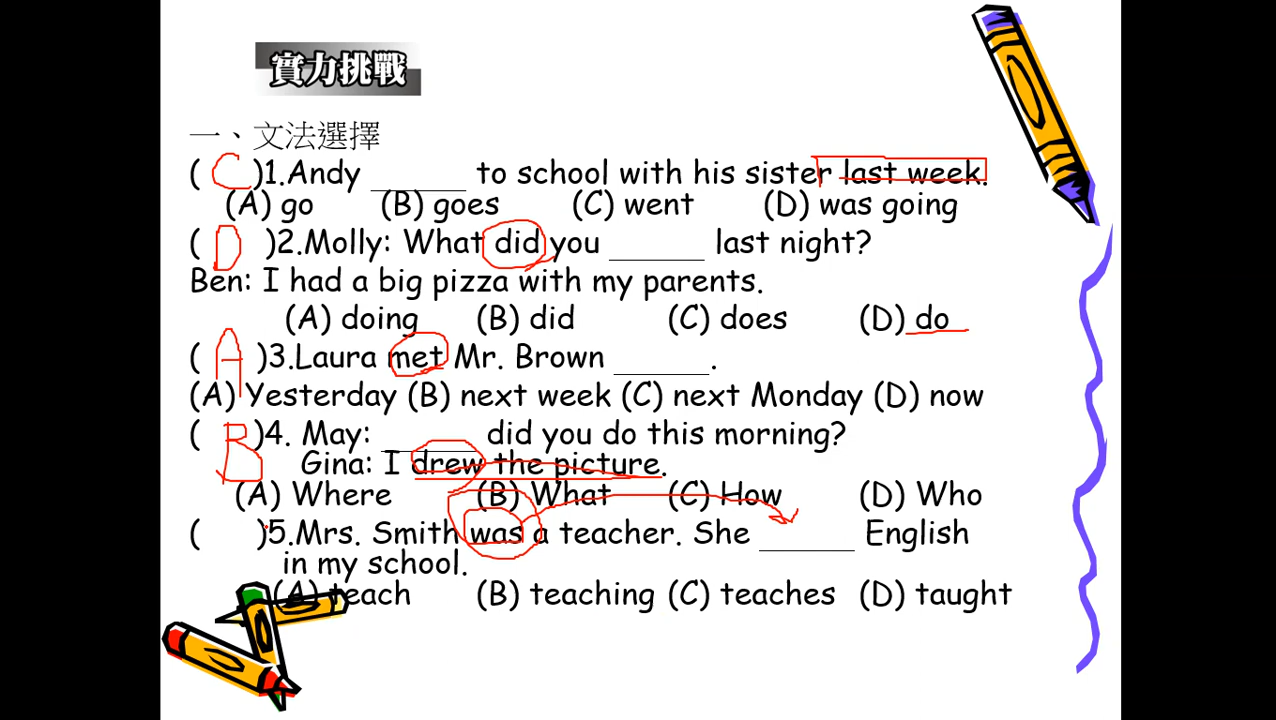 實力挑戰
一、文法選擇
( C )1.Andy ______ to school with his sister last week.
(A) go (B) goes (C) went (D) was going
( D )2.Molly: What did you ______ last night?
Ben: I had a big pizza with my parents.
(A) doing (B) did (C) does (D) do
( A )3.Laura met Mr. Brown ______.
(A) Yesterday (B) next week (C) next Monday (D) now
( B )4. May: ______ did you do this morning?
Gina: I drew the picture.
(A) Where (B) What (C) How (D) Who
( )5.Mrs. Smith was a teacher. She ______ English
in my school.
(A) teach (B) teaching (C) teaches (D) taught